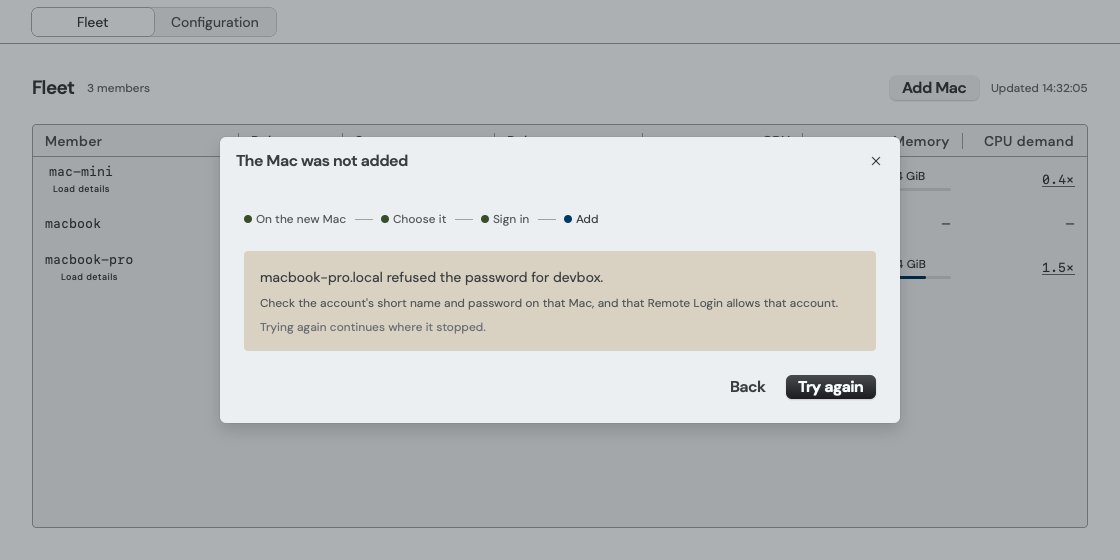 Fleet Configuration
Fleet 3 members Add Mac Updated 14:32:05
Member Memory CPU demand
mac-mini GiB 0.4×
Load details
macbook — —
macbook-pro GiB 1.5×
Load details
The Mac was not added ×
On the new Mac Choose it Sign in Add
macbook-pro.local refused the password for devbox.
Check the account's short name and password on that Mac, and that Remote Login allows that account.
Trying again continues where it stopped.
Back Try again